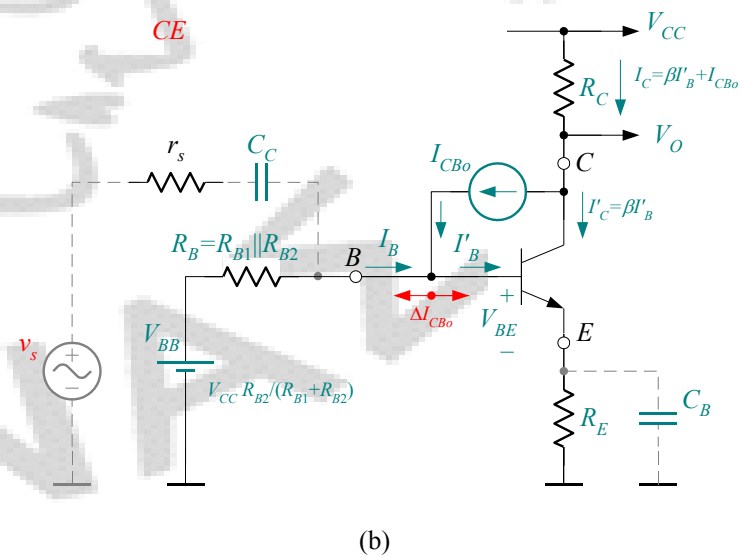 CE
V_CC
R_C
I_C=βI'_B+I_CBo
r_s
C_C
V_O
I_CBo
C
I'_C=βI'_B
R_B=R_B1||R_B2
B
I_B
I'_B
ΔI_CBo
+
V_BE
−
E
v_s
+
−
V_BB
V_CC R_B2/(R_B1+R_B2)
R_E
C_B
(b)